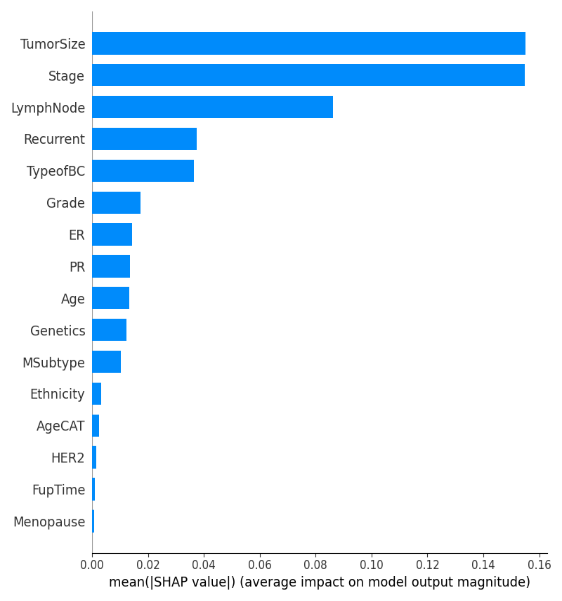 TumorSize
Stage
LymphNode
Recurrent
TypeofBC
Grade
ER
PR
Age
Genetics
MSubtype
Ethnicity
AgeCAT
HER2
FupTime
Menopause
0.00 0.02 0.04 0.06 0.08 0.10 0.12 0.14 0.16
mean(|SHAP value|) (average impact on model output magnitude)